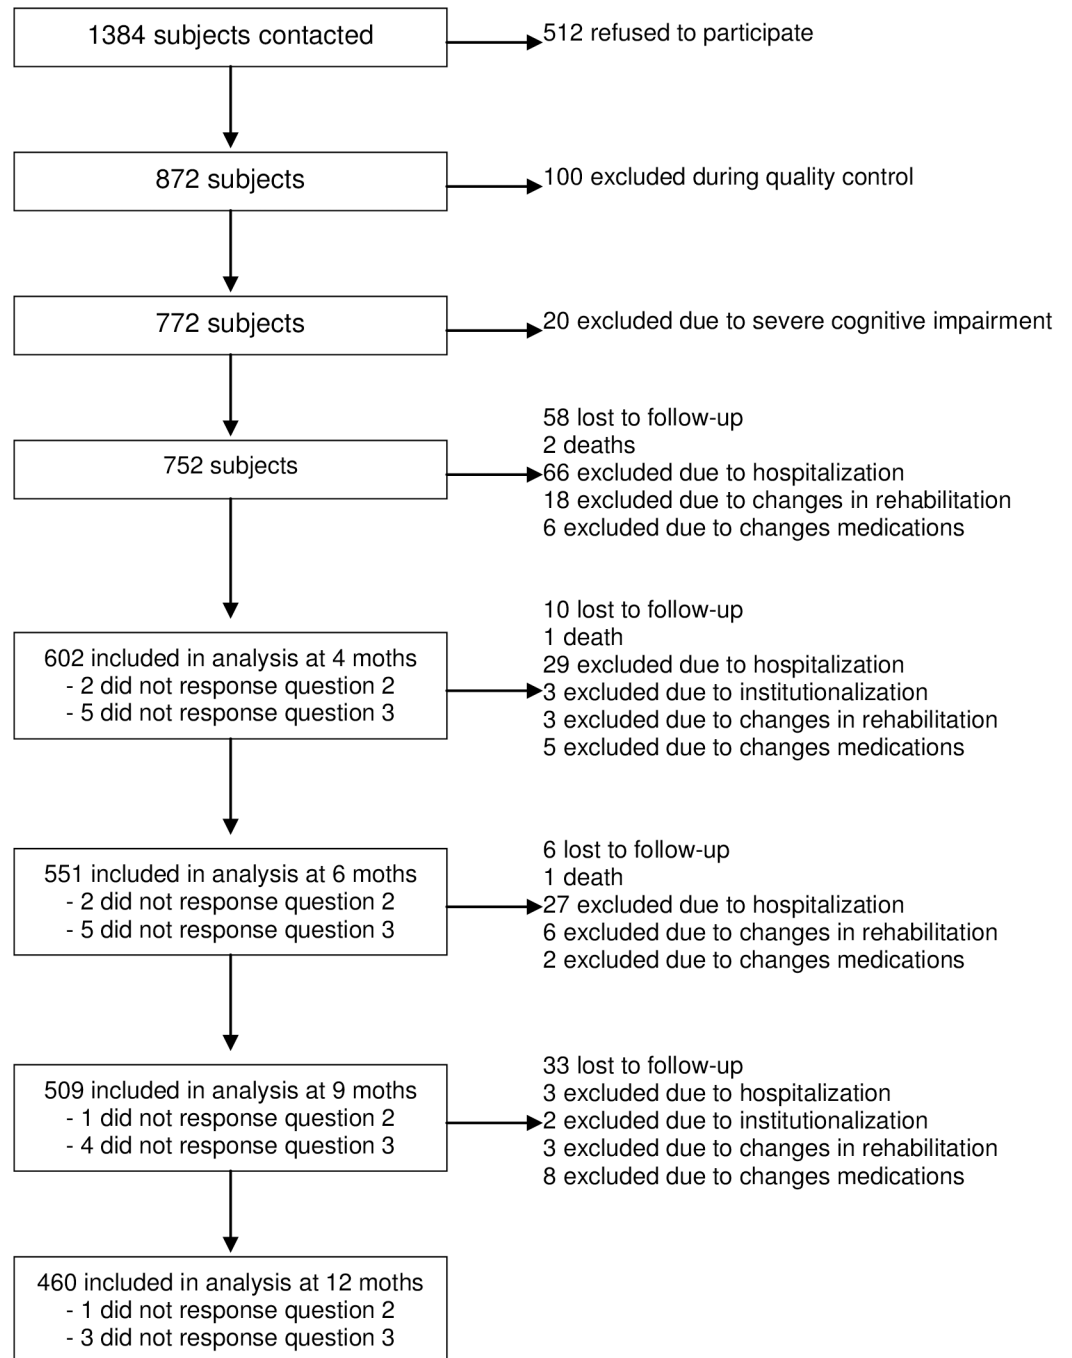 1384 subjects contacted
512 refused to participate
872 subjects
100 excluded during quality control
772 subjects
20 excluded due to severe cognitive impairment
752 subjects
58 lost to follow-up
2 deaths
66 excluded due to hospitalization
18 excluded due to changes in rehabilitation
6 excluded due to changes medications
602 included in analysis at 4 moths
- 2 did not response question 2
- 5 did not response question 3
10 lost to follow-up
1 death
29 excluded due to hospitalization
3 excluded due to institutionalization
3 excluded due to changes in rehabilitation
5 excluded due to changes medications
551 included in analysis at 6 moths
- 2 did not response question 2
- 5 did not response question 3
6 lost to follow-up
1 death
27 excluded due to hospitalization
6 excluded due to changes in rehabilitation
2 excluded due to changes medications
509 included in analysis at 9 moths
- 1 did not response question 2
- 4 did not response question 3
33 lost to follow-up
3 excluded due to hospitalization
2 excluded due to institutionalization
3 excluded due to changes in rehabilitation
8 excluded due to changes medications
460 included in analysis at 12 moths
- 1 did not response question 2
- 3 did not response question 3